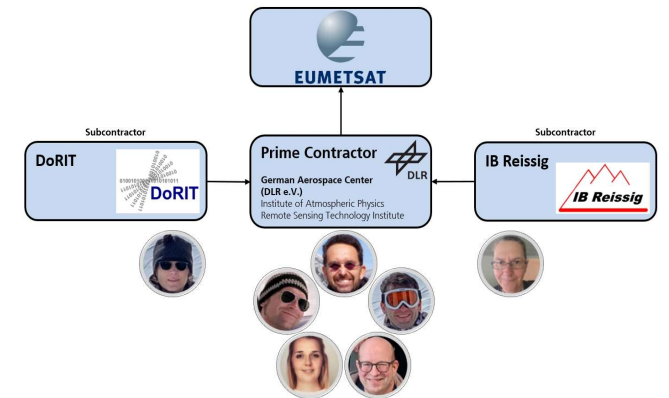 EUMETSAT
Subcontractor
DoRIT
DoRIT
Prime Contractor
DLR
German Aerospace Center
(DLR e.V.)
Institute of Atmospheric Physics
Remote Sensing Technology Institute
Subcontractor
IB Reissig
IB Reissig